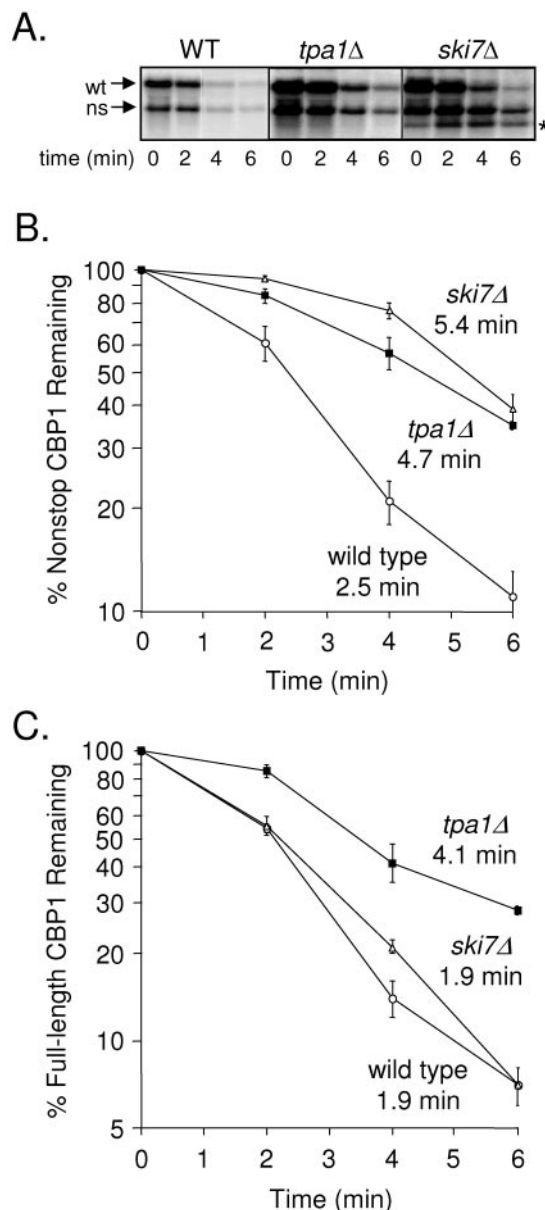 A.
WT tpa1Δ ski7Δ
wt
ns
*
time (min) 0 2 4 6 0 2 4 6 0 2 4 6
B.
% Nonstop CBP1 Remaining
100
80
60
40
20
10
ski7Δ
5.4 min
tpa1Δ
4.7 min
wild type
2.5 min
0 1 2 3 4 5 6
Time (min)
C.
% Full-length CBP1 Remaining
100
80
60
50
40
30
20
10
5
tpa1Δ
4.1 min
ski7Δ
1.9 min
wild type
1.9 min
0 1 2 3 4 5 6
Time (min)